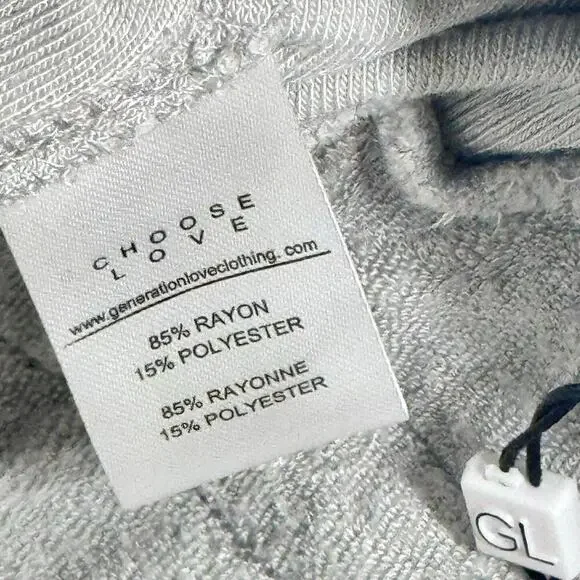 CHOOSE
LOVE
www.generationloveclothing.com
85% RAYON
15% POLYESTER
85% RAYONNE
15% POLYESTER
GL